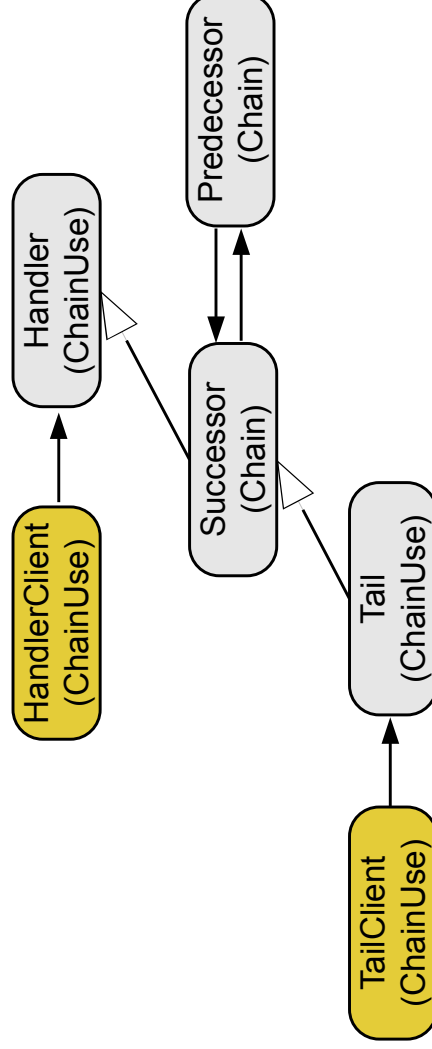 HandlerClient
(ChainUse)
Handler
(ChainUse)
Successor
(Chain)
Predecessor
(Chain)
TailClient
(ChainUse)
Tail
(ChainUse)